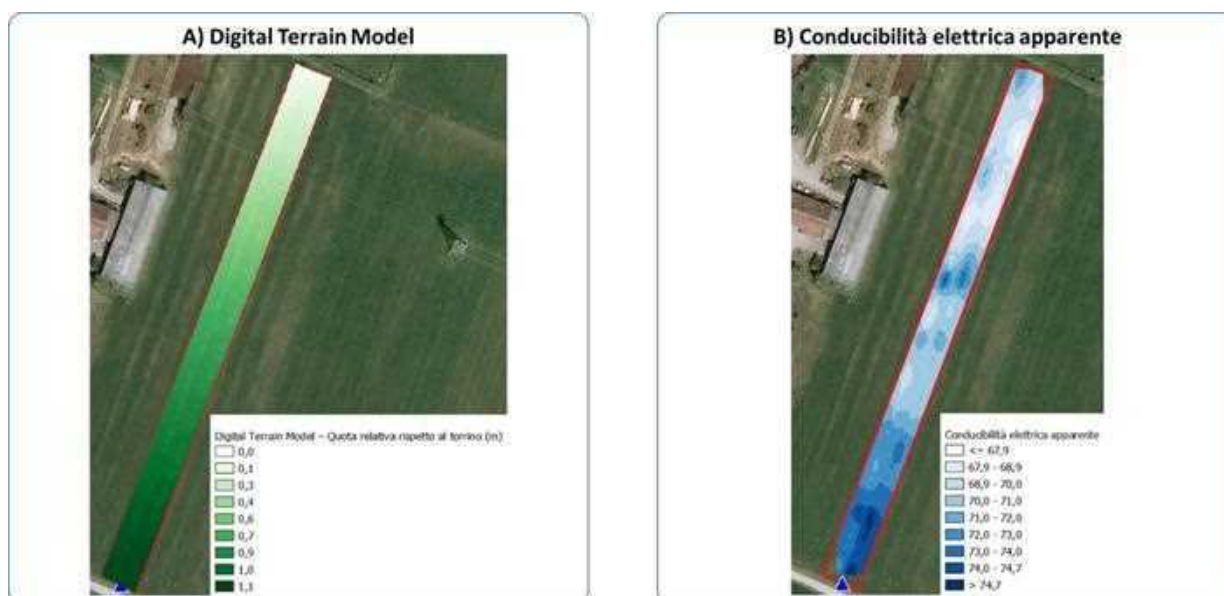 A) Digital Terrain Model
Digital Terrain Model – Quota relativa rispetto al torrino (m)
0,0
0,1
0,3
0,4
0,6
0,7
0,9
1,0
1,1
B) Conducibilità elettrica apparente
Conducibilità elettrica apparente
<= 67,9
67,9 - 68,9
68,9 - 70,0
70,0 - 71,0
71,0 - 72,0
72,0 - 73,0
73,0 - 74,0
74,0 - 74,7
> 74,7